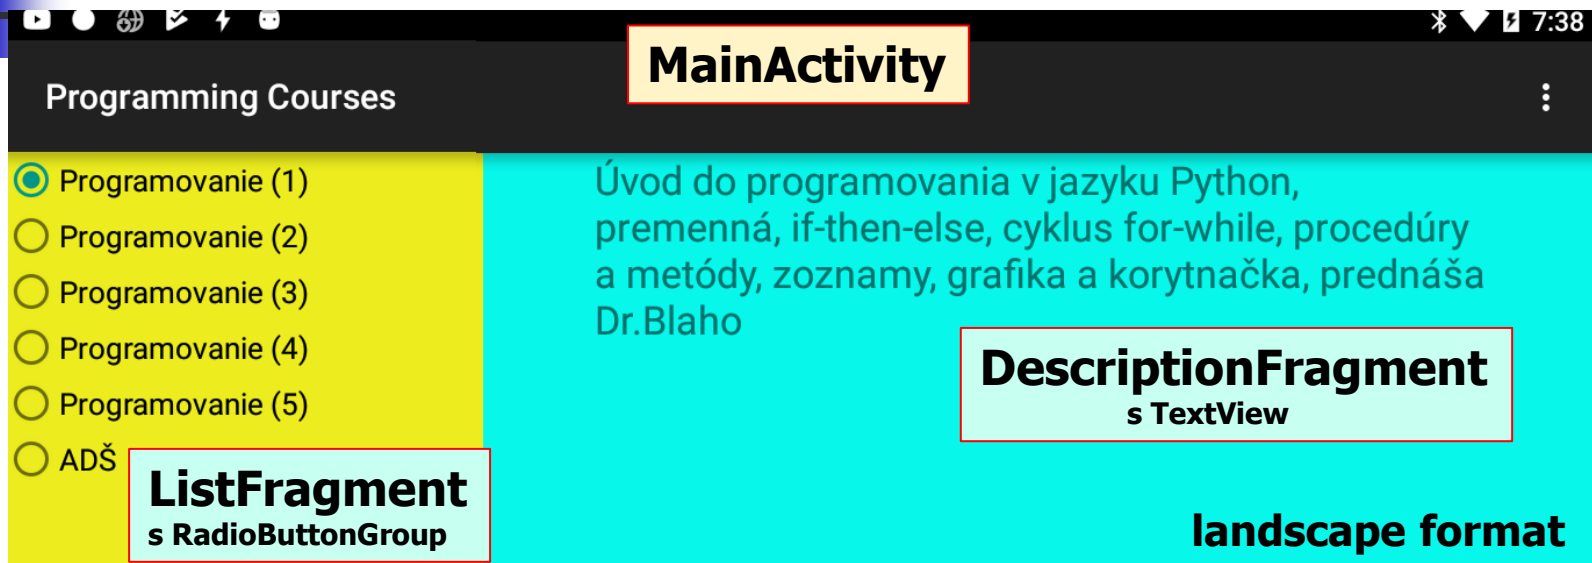 7:38
MainActivity
Programming Courses
Programovanie (1)
Programovanie (2)
Programovanie (3)
Programovanie (4)
Programovanie (5)
ADŠ
ListFragment
s RadioButtonGroup
Úvod do programovania v jazyku Python,
premenná, if-then-else, cyklus for-while, procedúry
a metódy, zoznamy, grafika a korytnačka, prednáša
Dr.Blaho
DescriptionFragment
s TextView
landscape format